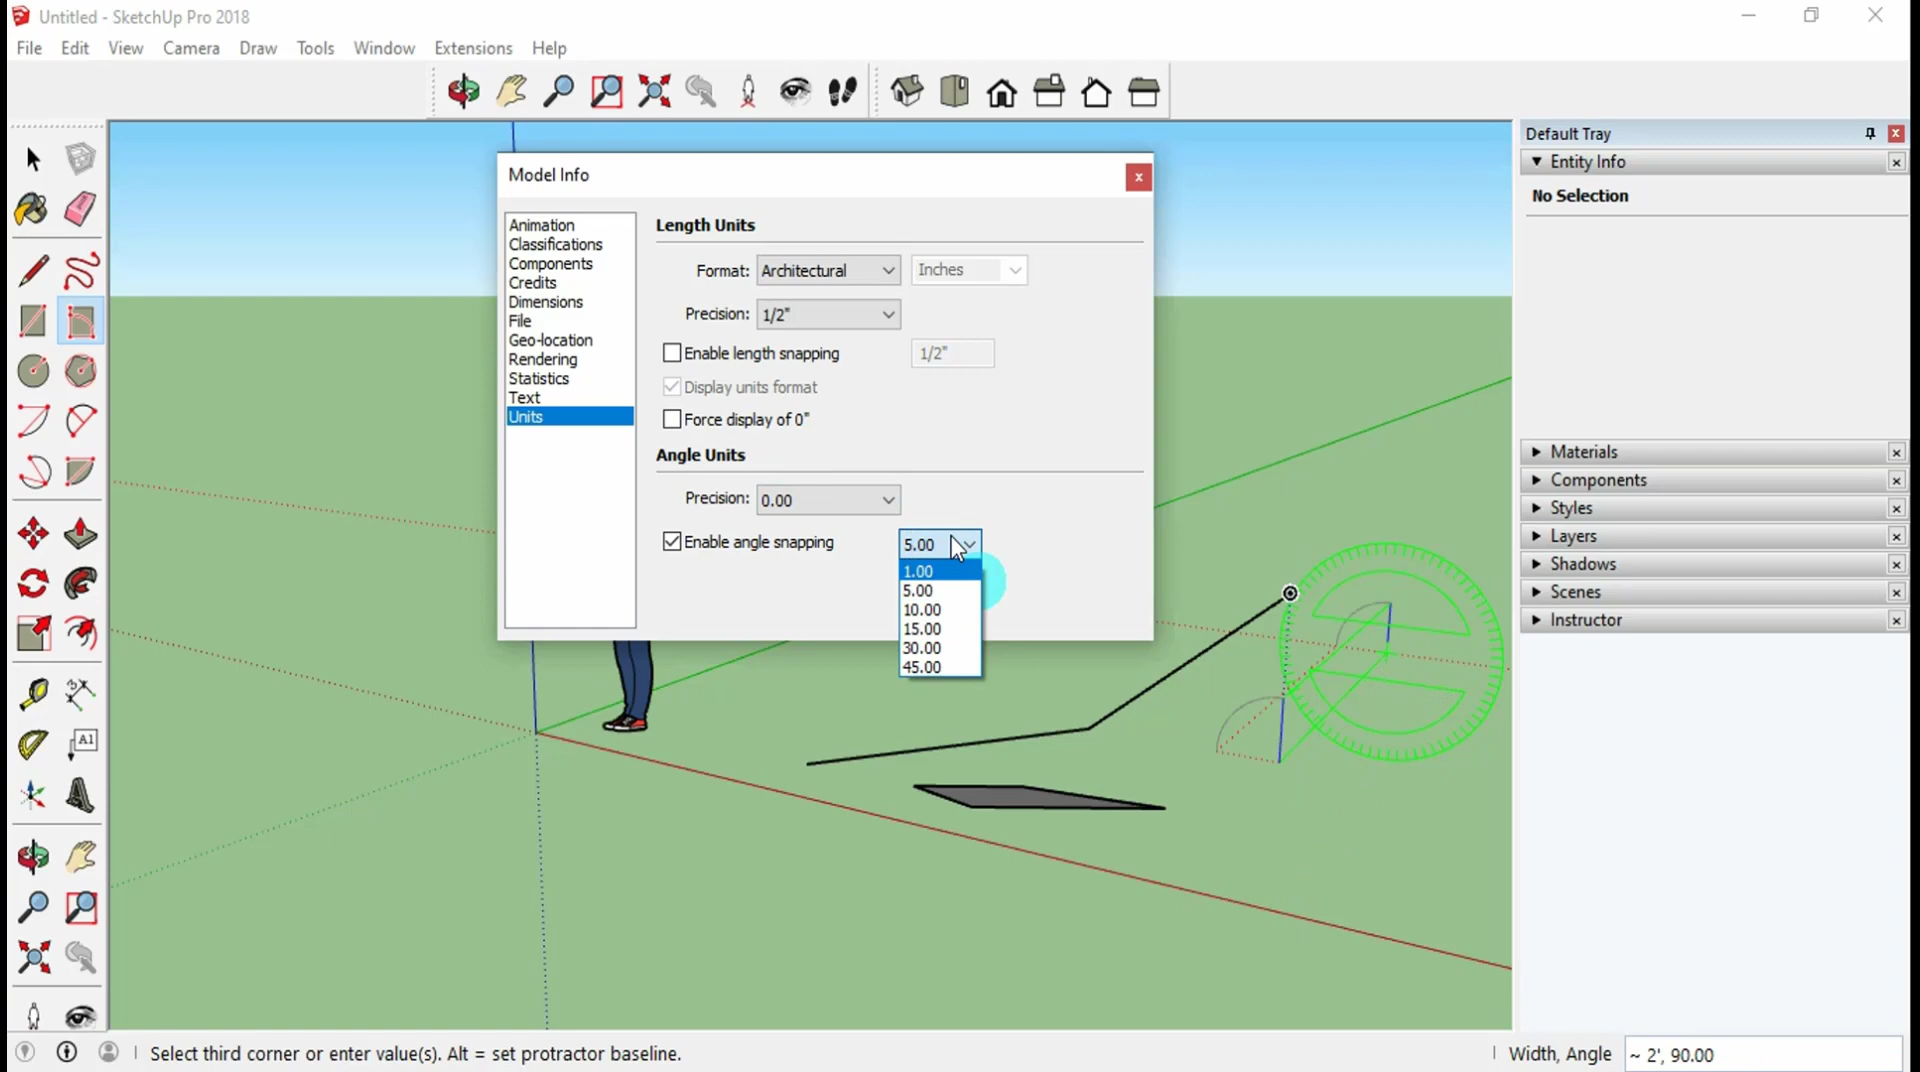 Untitled - SketchUp Pro 2018
File Edit View Camera Draw Tools Window Extensions Help
Default Tray
Entity Info
No Selection
Model Info
Animation
Classifications
Components
Credits
Dimensions
File
Geo-location
Rendering
Statistics
Text
Units
Length Units
Format: Architectural Inches
Precision: 1/2"
Enable length snapping 1/2"
Display units format
Force display of 0"
Angle Units
Precision: 0.00
Enable angle snapping 5.00
1.00
5.00
10.00
15.00
30.00
45.00
Materials
Components
Styles
Layers
Shadows
Scenes
Instructor
A1
Select third corner or enter value(s). Alt = set protractor baseline.
Width, Angle ~ 2', 90.00